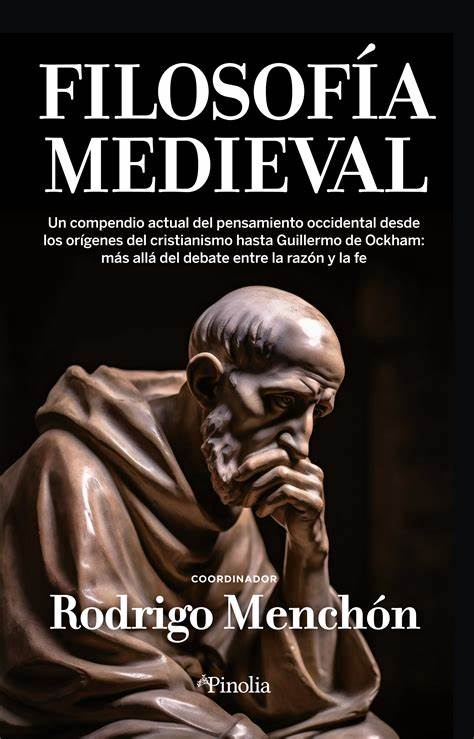 FILOSOFÍA
MEDIEVAL
Un compendio actual del pensamiento occidental desde
los orígenes del cristianismo hasta Guillermo de Ockham:
más allá del debate entre la razón y la fe
COORDINADOR
Rodrigo Menchón
Pinolia